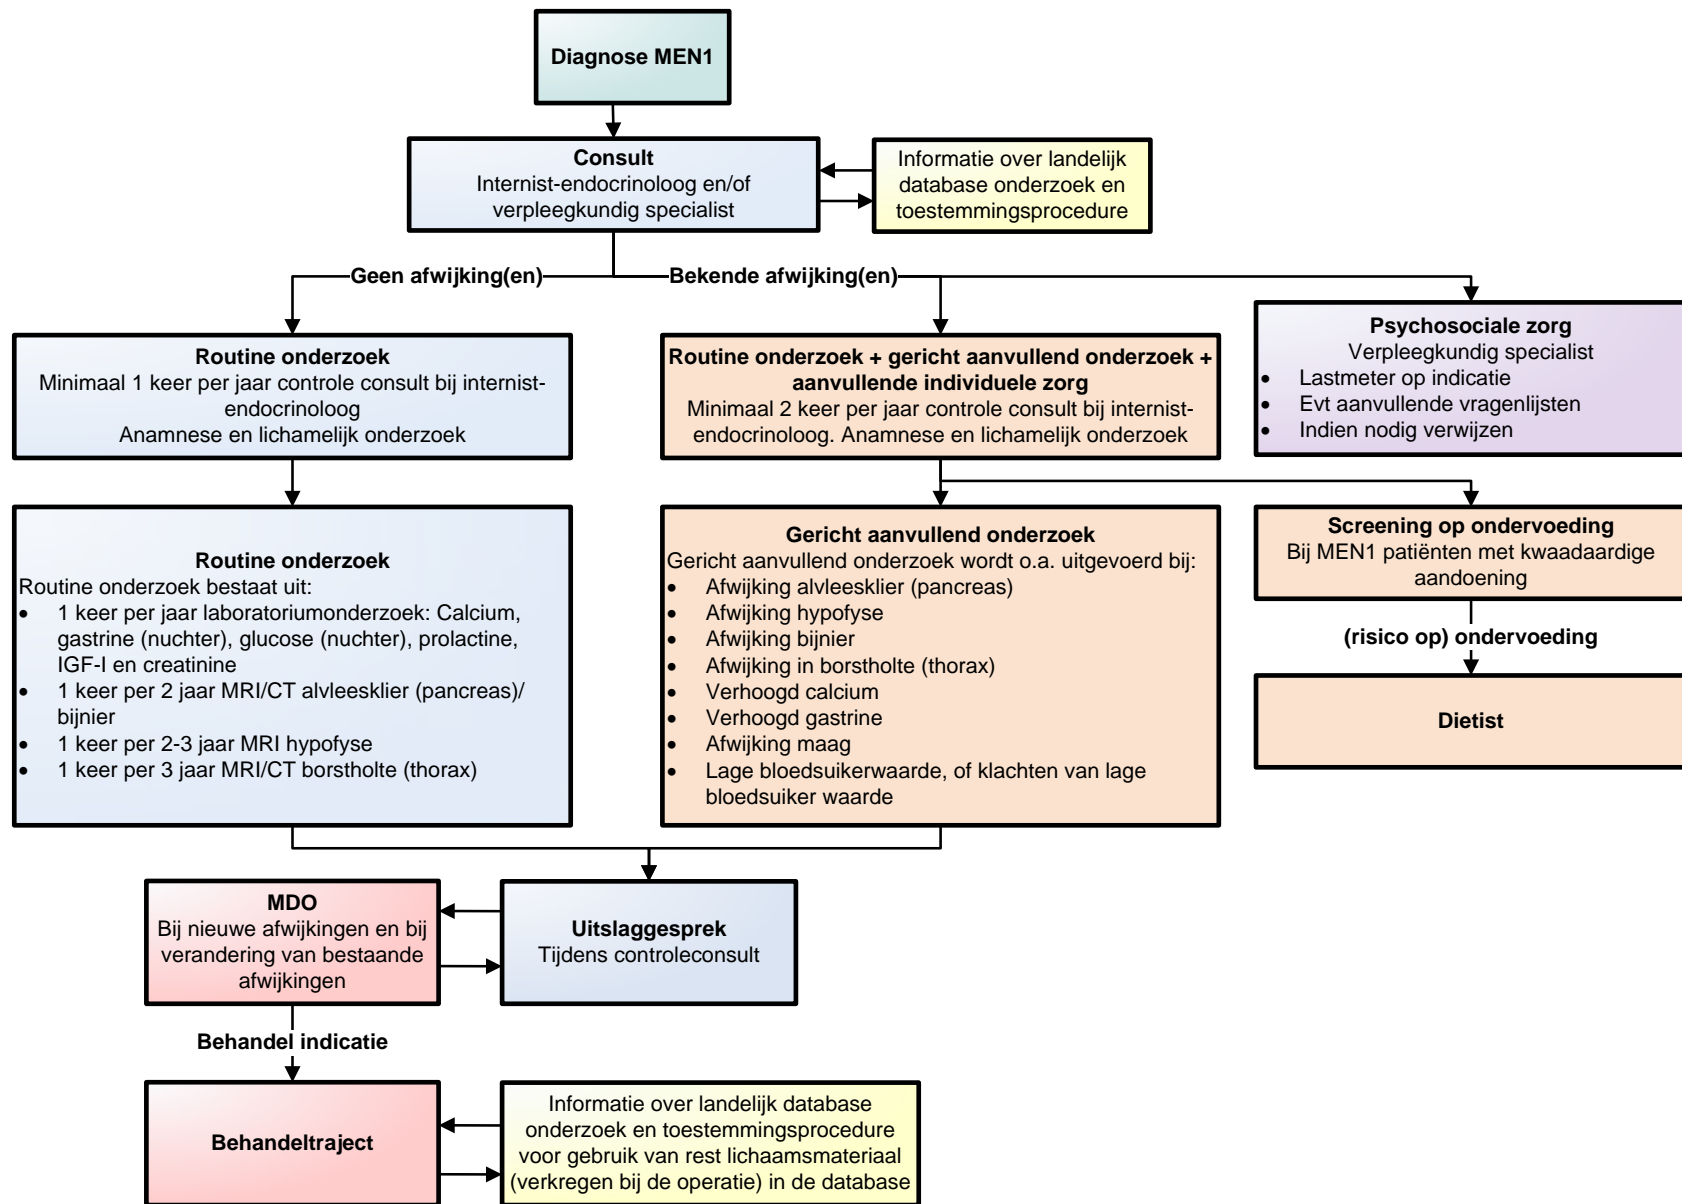 Diagnose MEN1
Consult
Internist-endocrinoloog en/of
verpleegkundig specialist
Informatie over landelijk
database onderzoek en
toestemmingsprocedure
Geen afwijking(en)
Bekende afwijking(en)
Routine onderzoek
Minimaal 1 keer per jaar controle consult bij internist-
endocrinoloog
Anamnese en lichamelijk onderzoek
Routine onderzoek + gericht aanvullend onderzoek +
aanvullende individuele zorg
Minimaal 2 keer per jaar controle consult bij internist-
endocrinoloog. Anamnese en lichamelijk onderzoek
Psychosociale zorg
Verpleegkundig specialist
• Lastmeter op indicatie
• Evt aanvullende vragenlijsten
• Indien nodig verwijzen
Routine onderzoek
Routine onderzoek bestaat uit:
• 1 keer per jaar laboratoriumonderzoek: Calcium,
gastrine (nuchter), glucose (nuchter), prolactine,
IGF-I en creatinine
• 1 keer per 2 jaar MRI/CT alvleesklier (pancreas)/
bijnier
• 1 keer per 2-3 jaar MRI hypofyse
• 1 keer per 3 jaar MRI/CT borstholte (thorax)
Gericht aanvullend onderzoek
Gericht aanvullend onderzoek wordt o.a. uitgevoerd bij:
• Afwijking alvleesklier (pancreas)
• Afwijking hypofyse
• Afwijking bijnier
• Afwijking in borstholte (thorax)
• Verhoogd calcium
• Verhoogd gastrine
• Afwijking maag
• Lage bloedsuikerwaarde, of klachten van lage
bloedsuiker waarde
Screening op ondervoeding
Bij MEN1 patiënten met kwaadaardige
aandoening
(risico op) ondervoeding
Dietist
MDO
Bij nieuwe afwijkingen en bij
verandering van bestaande
afwijkingen
Uitslaggesprek
Tijdens controleconsult
Behandel indicatie
Behandeltraject
Informatie over landelijk database
onderzoek en toestemmingsprocedure
voor gebruik van rest lichaamsmateriaal
(verkregen bij de operatie) in de database